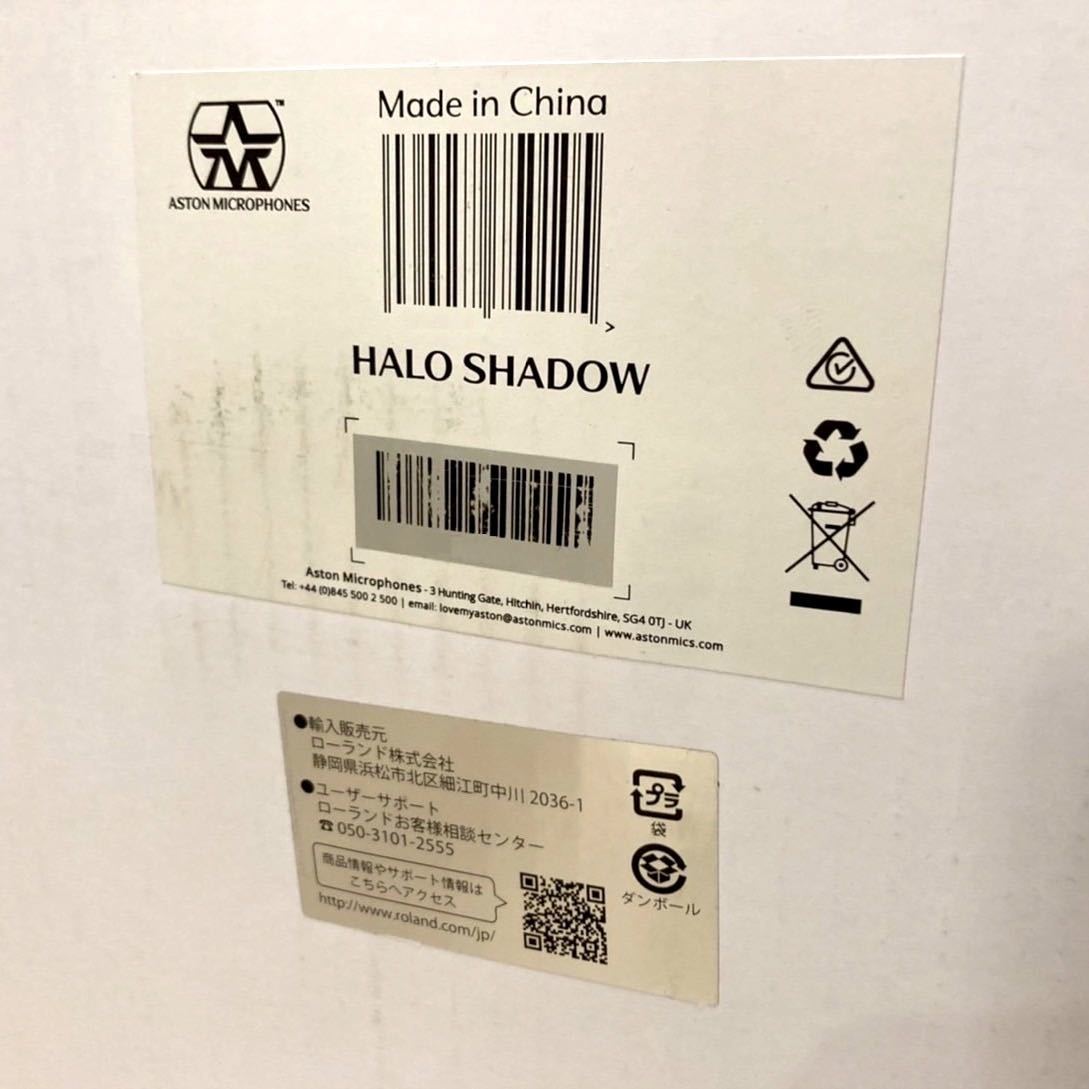 ™
ASTON MICROPHONES
Made in China
>
HALO SHADOW
Aston Microphones - 3 Hunting Gate, Hitchin, Hertfordshire, SG4 0TJ - UK
Tel: +44 (0)845 500 2 500 | email: lovemyaston@astonmics.com | www.astonmics.com
●輸入販売元
ローランド株式会社
静岡県浜松市北区細江町中川 2036-1
●ユーザーサポート
ローランドお客様相談センター
☎ 050-3101-2555
商品情報やサポート情報は
こちらへアクセス
http://www.roland.com/jp/
プラ
袋
ダンボール